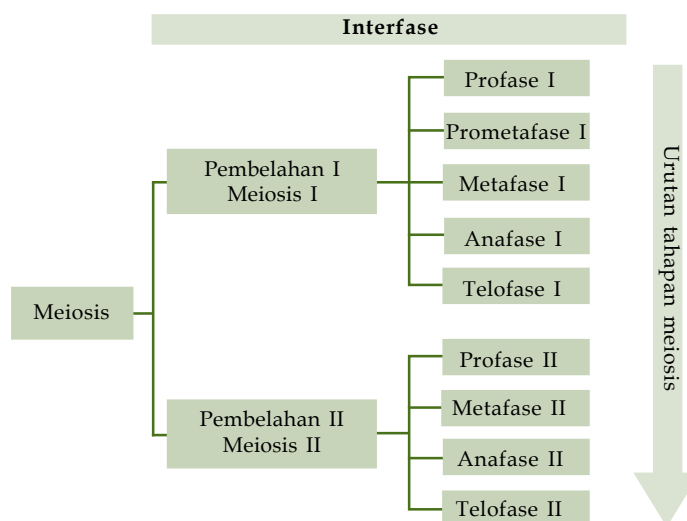 Interfase
Meiosis
Pembelahan I
Meiosis I
Profase I
Prometafase I
Metafase I
Anafase I
Telofase I
Pembelahan II
Meiosis II
Profase II
Metafase II
Anafase II
Telofase II
Urutan tahapan meiosis